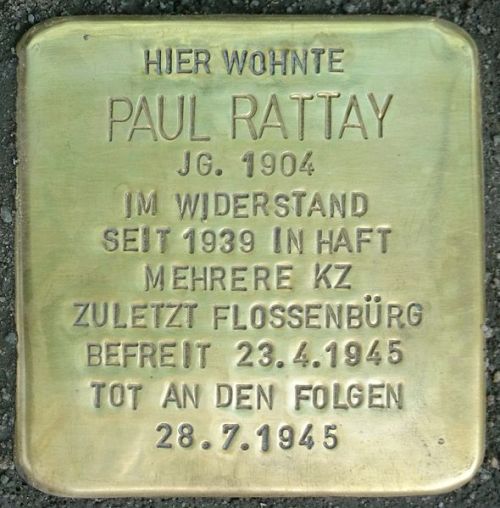 HIER WOHNTE
PAUL RATTAY
JG. 1904
IM WIDERSTAND
SEIT 1939 IN HAFT
MEHRERE KZ
ZULETZT FLOSSENBÜRG
BEFREIT 23.4.1945
TOT AN DEN FOLGEN
28.7.1945